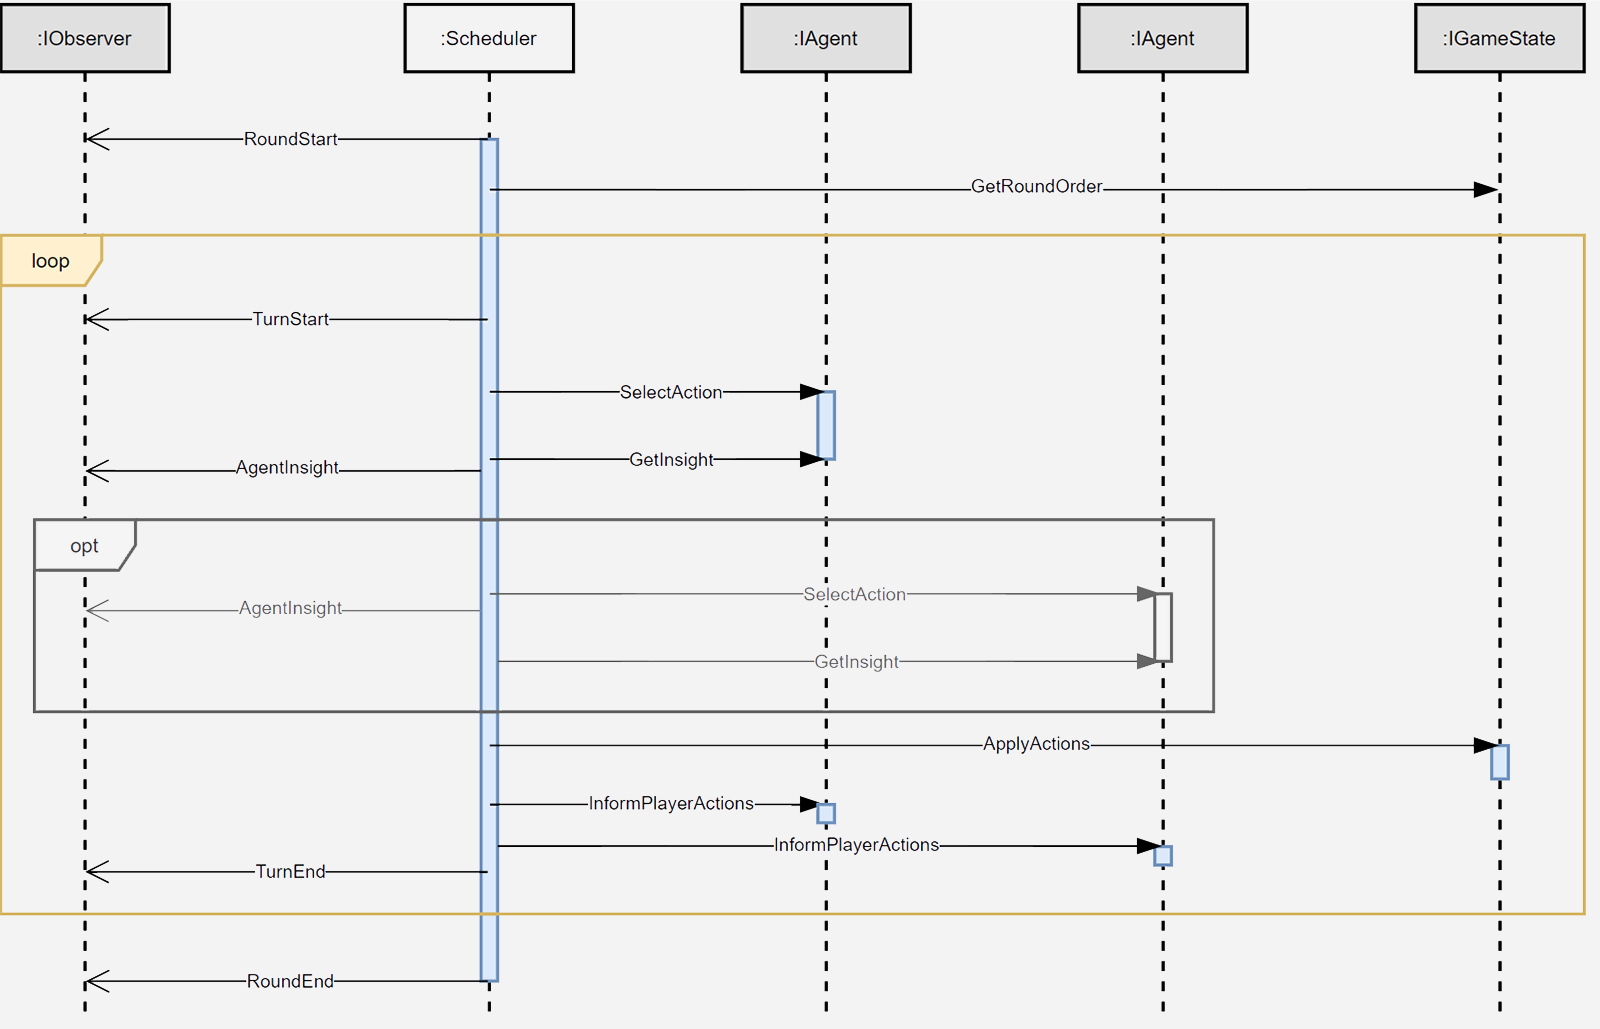 :IObserver
:Scheduler
:IAgent
:IAgent
:IGameState
RoundStart
GetRoundOrder
loop
TurnStart
SelectAction
GetInsight
AgentInsight
opt
SelectAction
AgentInsight
GetInsight
ApplyActions
InformPlayerActions
InformPlayerActions
TurnEnd
RoundEnd